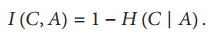 I (C, A) = 1 − H (C | A) .